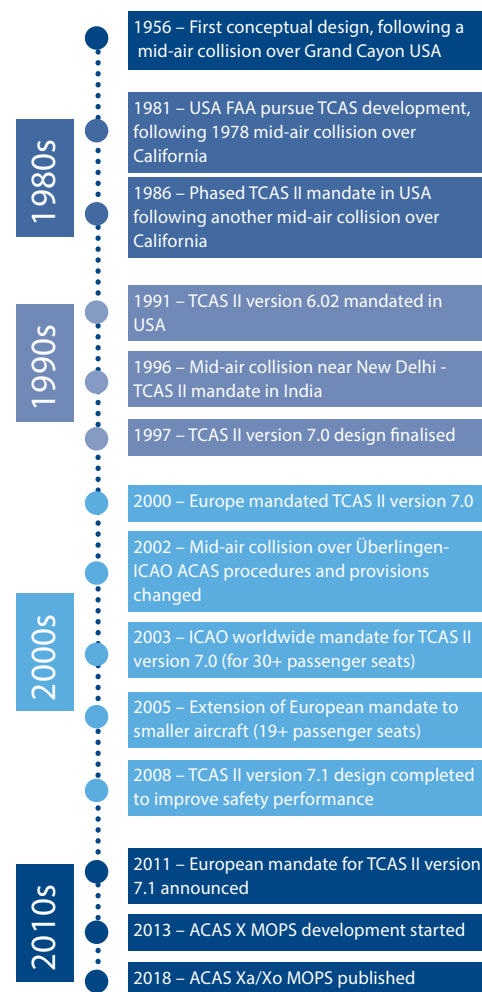 1956 – First conceptual design, following a
mid-air collision over Grand Cayon USA
1980s
1981 – USA FAA pursue TCAS development,
following 1978 mid-air collision over
California
1986 – Phased TCAS II mandate in USA
following another mid-air collision over
California
1990s
1991 – TCAS II version 6.02 mandated in
USA
1996 – Mid-air collision near New Delhi -
TCAS II mandate in India
1997 – TCAS II version 7.0 design finalised
2000s
2000 – Europe mandated TCAS II version 7.0
2002 – Mid-air collision over Überlingen-
ICAO ACAS procedures and provisions
changed
2003 – ICAO worldwide mandate for TCAS II
version 7.0 (for 30+ passenger seats)
2005 – Extension of European mandate to
smaller aircraft (19+ passenger seats)
2008 – TCAS II version 7.1 design completed
to improve safety performance
2010s
2011 – European mandate for TCAS II version
7.1 announced
2013 – ACAS X MOPS development started
2018 – ACAS Xa/Xo MOPS published